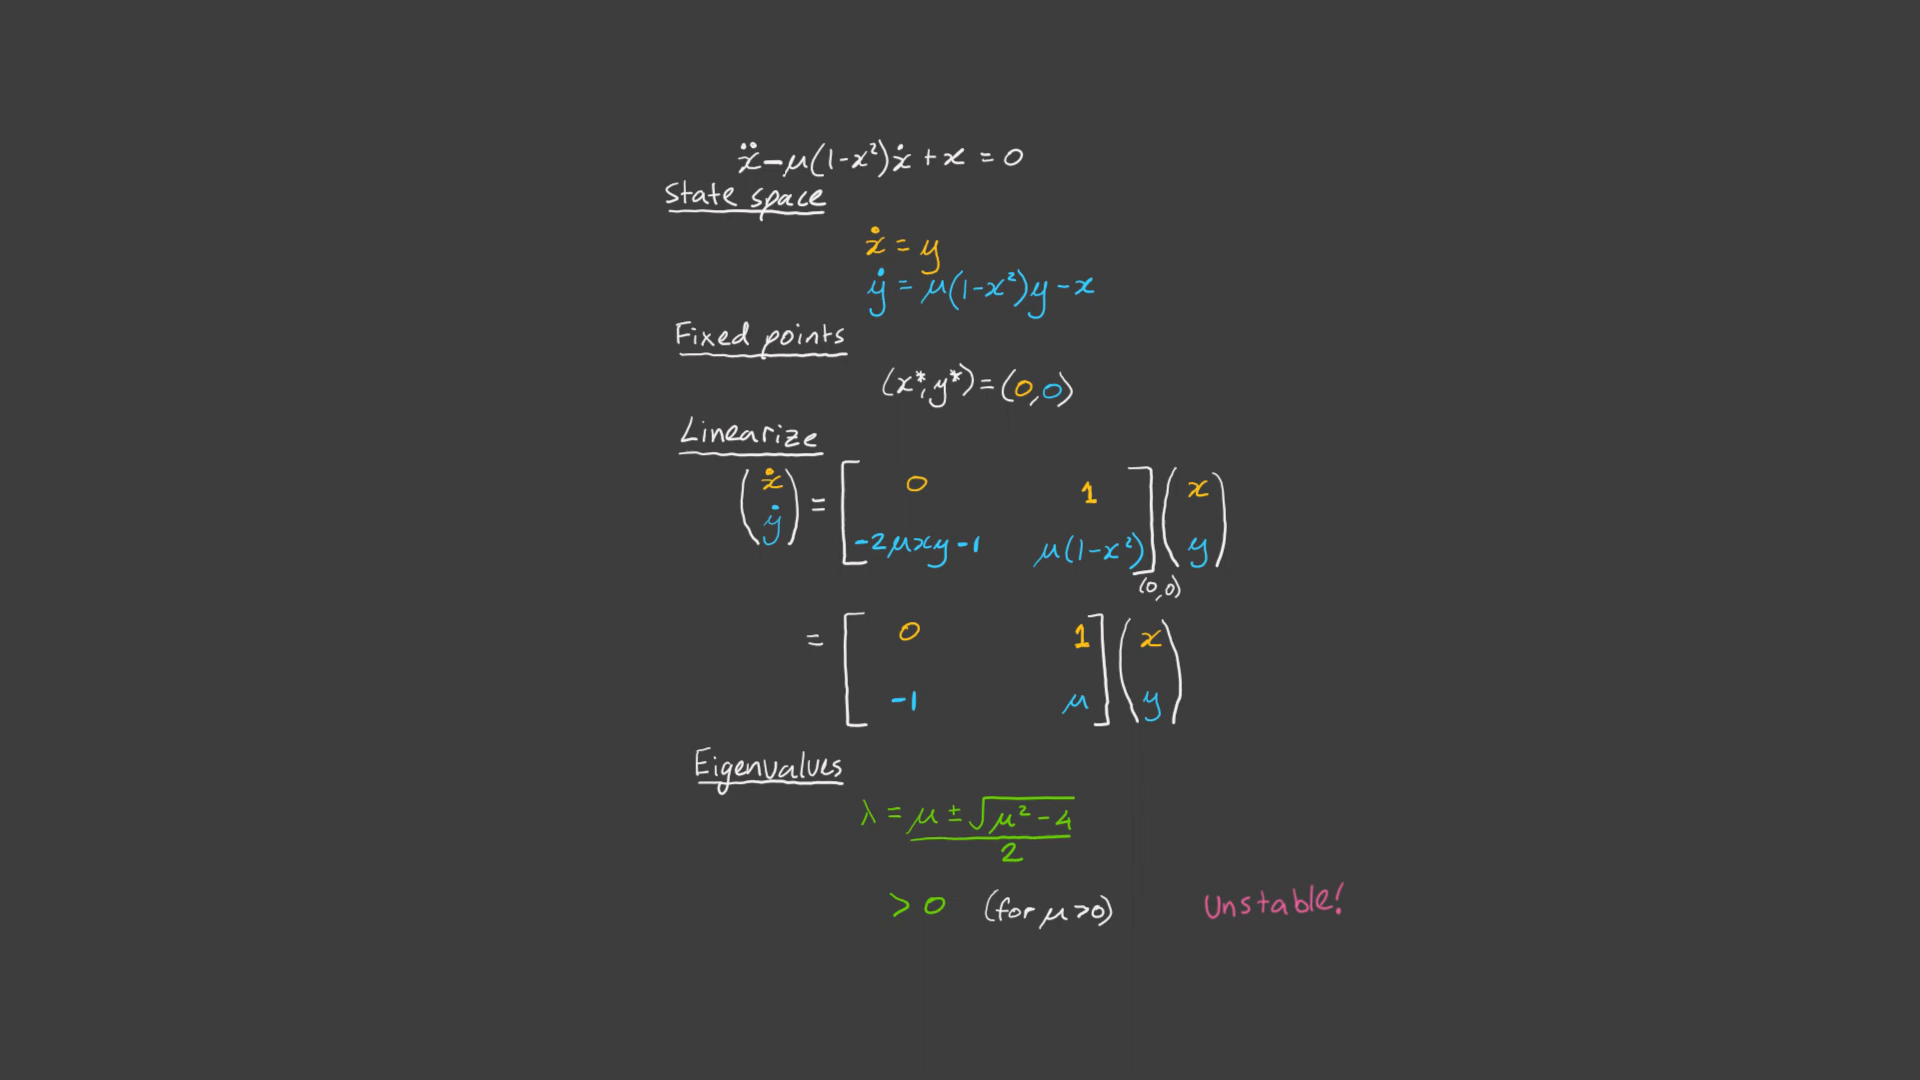 ẍ-μ(1-x²)ẋ+x=0
State space
ẋ=y
ẏ=μ(1-x²)y-x
Fixed points
(x*,y*)=(0,0)
Linearize
(ẋ ẏ) = [0 1 -2μxy-1 μ(1-x²)](0,0) (x y)
= [0 1 -1 μ] (x y)
Eigenvalues
λ = μ±√μ²-4
2
>0 (for μ>0) Unstable!